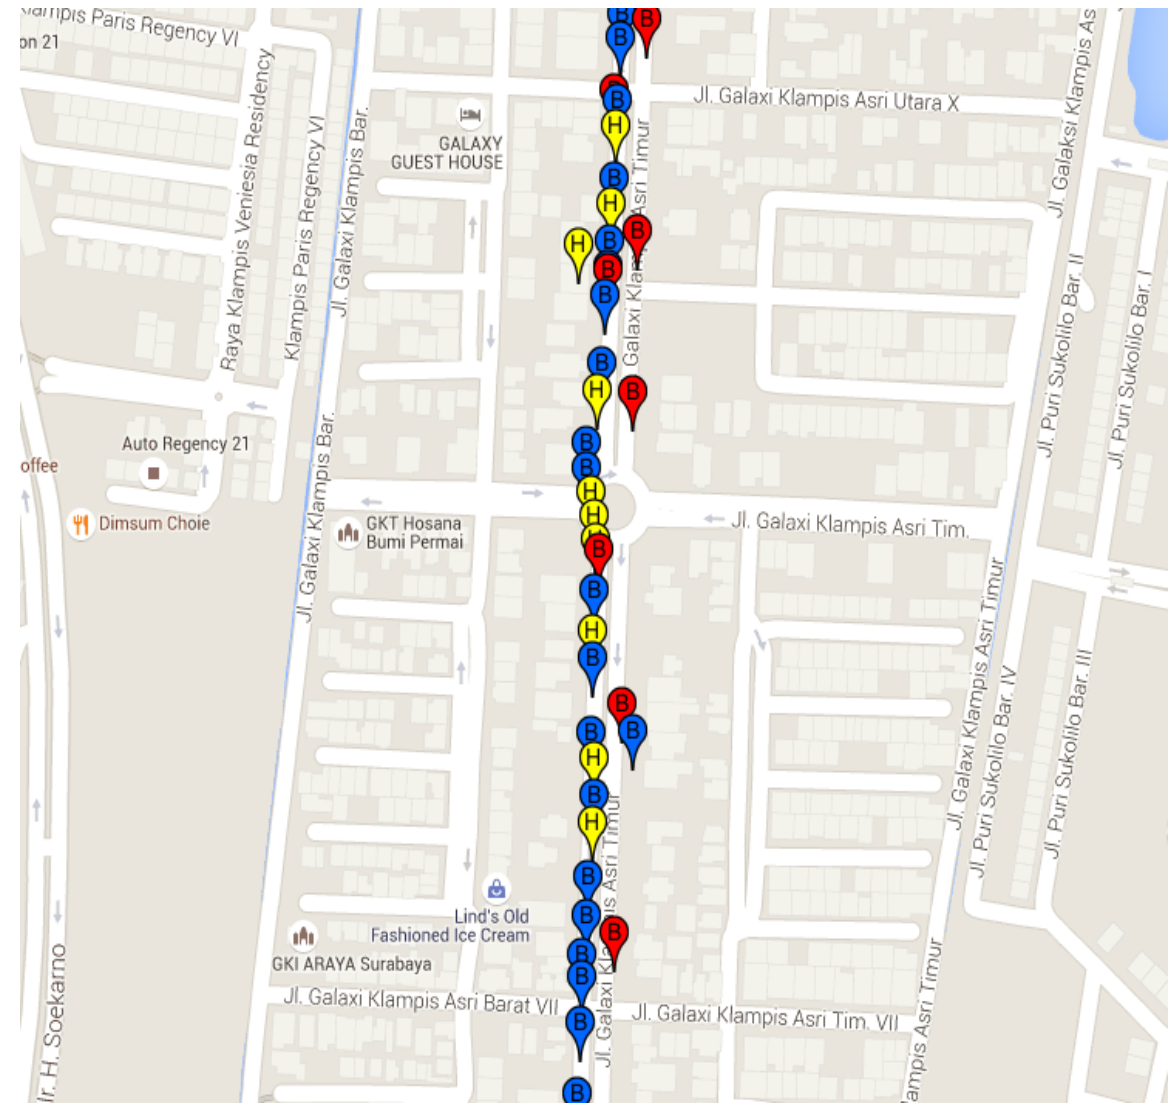 Klampis Paris Regency VI
on 21
Raya Klampis Veniesia Residency
Klampis Paris Regency VI
Jl. Galaxi Klampis Bar.
GALAXY
GUEST HOUSE
B
B
B
B
B
H
B
H
H
B
B
B
B
Jl. Galaxi Klampis Asri Utara X
Jl. Galaksi Klampis As
Jl. Puri Sukolilo Bar. II
Jl. Puri Sukolilo Bar. I
B
H
B
Auto Regency 21
offee
Dimsum Choie
Jl. Galaxi Klampis Bar.
GKT Hosana
Bumi Permai
B
B
H
H
H
B
Jl. Galaxi Klampis Asri Tim.
B
H
B
B
B
B
H
B
H
Jl. Galaxi Klampis Asri Timur
Jl. Puri Sukolilo Bar. IV
Jl. Puri Sukolilo Bar. III
B
Lind's Old
Fashioned Ice Cream
B
B
GKI ARAYA Surabaya
B
B
Jl. Galaxi Klampis Asri Barat VII
Jl. Galaxi Klampis Asri Timur
Jl. Galaxi Klampis Asri Tim. VII
B
B
Ir. H. Soekarno
lampis Asri Timur